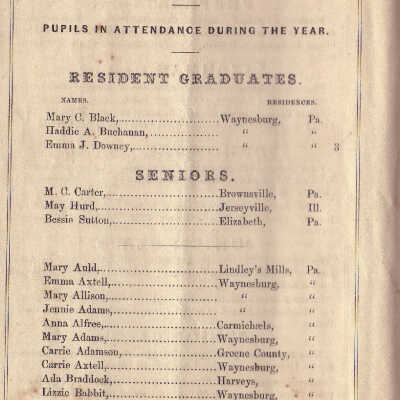 PUPILS IN ATTENDANCE DURING THE YEAR.
RESIDENT GRADUATES.
NAMES. RESIDENCES.
Mary C. Black, Waynesburg, Pa.
Haddie A. Buchanan, " "
Emma J. Downey, " " 3
SENIORS.
M. C. Carter, Brownsville, Pa.
May Hurd, Jerseyville, Ill.
Bessie Sutton, Elizabeth, Pa.
Mary Auld, Lindley's Mills, Pa.
Emma Axtell, Waynesburg, "
Mary Allison, " "
Jennie Adams, " "
Anna Alfree, Carmichæls, "
Mary Adams, Waynesburg, "
Carrie Adamson, Greene County, "
Carrie Axtell, Waynesburg, "
Ada Braddock, Harveys, "
Lizzie Babbit, Waynesburg, "